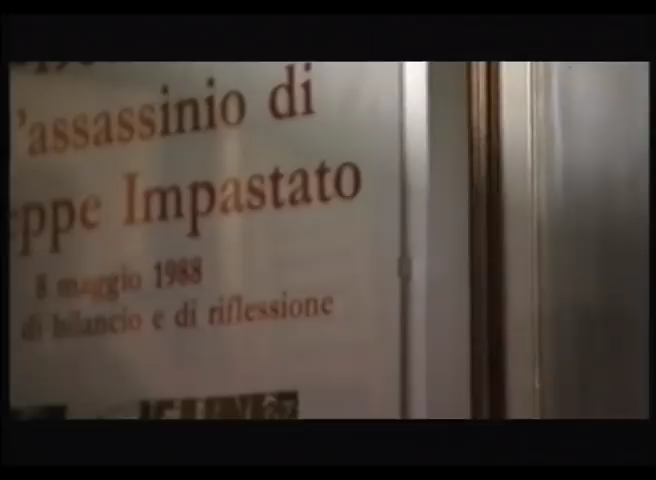 'assassinio di
eppe Impastato
8 maggio 1988
di bilancio e di riflessione